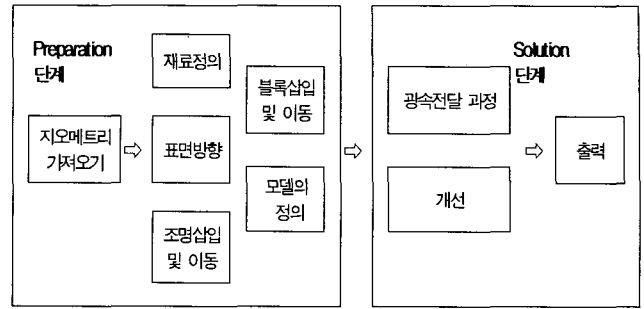 Preparation
단계
지오메트리
가져오기
재료정의
표면방향
조명삽입
및 이동
블록삽입
및 이동
모델의
정의
Solution
단계
광속전달 과정
개선
출력